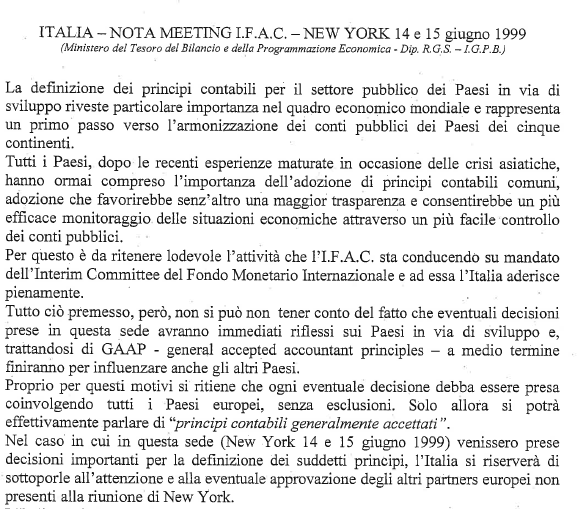 ITALIA – NOTA MEETING I.F.A.C. – NEW YORK 14 e 15 giugno 1999
(Ministero del Tesoro del Bilancio e della Programmazione Economica - Dip. R.G.S. – I.G.P.B.)
La definizione dei principi contabili per il settore pubblico dei Paesi in via di
sviluppo riveste particolare importanza nel quadro economico mondiale e rappresenta
un primo passo verso l'armonizzazione dei conti pubblici dei Paesi dei cinque
continenti.
Tutti i Paesi, dopo le recenti esperienze maturate in occasione delle crisi asiatiche,
hanno ormai compreso l'importanza dell'adozione di principi contabili comuni,
adozione che favorirebbe senz'altro una maggior trasparenza e consentirebbe un più
efficace monitoraggio delle situazioni economiche attraverso un più facile controllo
dei conti pubblici.
Per questo è da ritenere lodevole l'attività che l'I.F.A.C. sta conducendo su mandato
dell'Interim Committee del Fondo Monetario Internazionale e ad essa l'Italia aderisce
pienamente.
Tutto ciò premesso, però, non si può non tener conto del fatto che eventuali decisioni
prese in questa sede avranno immediati riflessi sui Paesi in via di sviluppo e,
trattandosi di GAAP - general accepted accountant principles – a medio termine
finiranno per influenzare anche gli altri Paesi.
Proprio per questi motivi si ritiene che ogni eventuale decisione debba essere presa
coinvolgendo tutti i Paesi europei, senza esclusioni. Solo allora si potrà
effettivamente parlare di "principi contabili generalmente accettati".
Nel caso in cui in questa sede (New York 14 e 15 giugno 1999) venissero prese
decisioni importanti per la definizione dei suddetti principi, l'Italia si riserverà di
sottoporle all'attenzione e alla eventuale approvazione degli altri partners europei non
presenti alla riunione di New York.